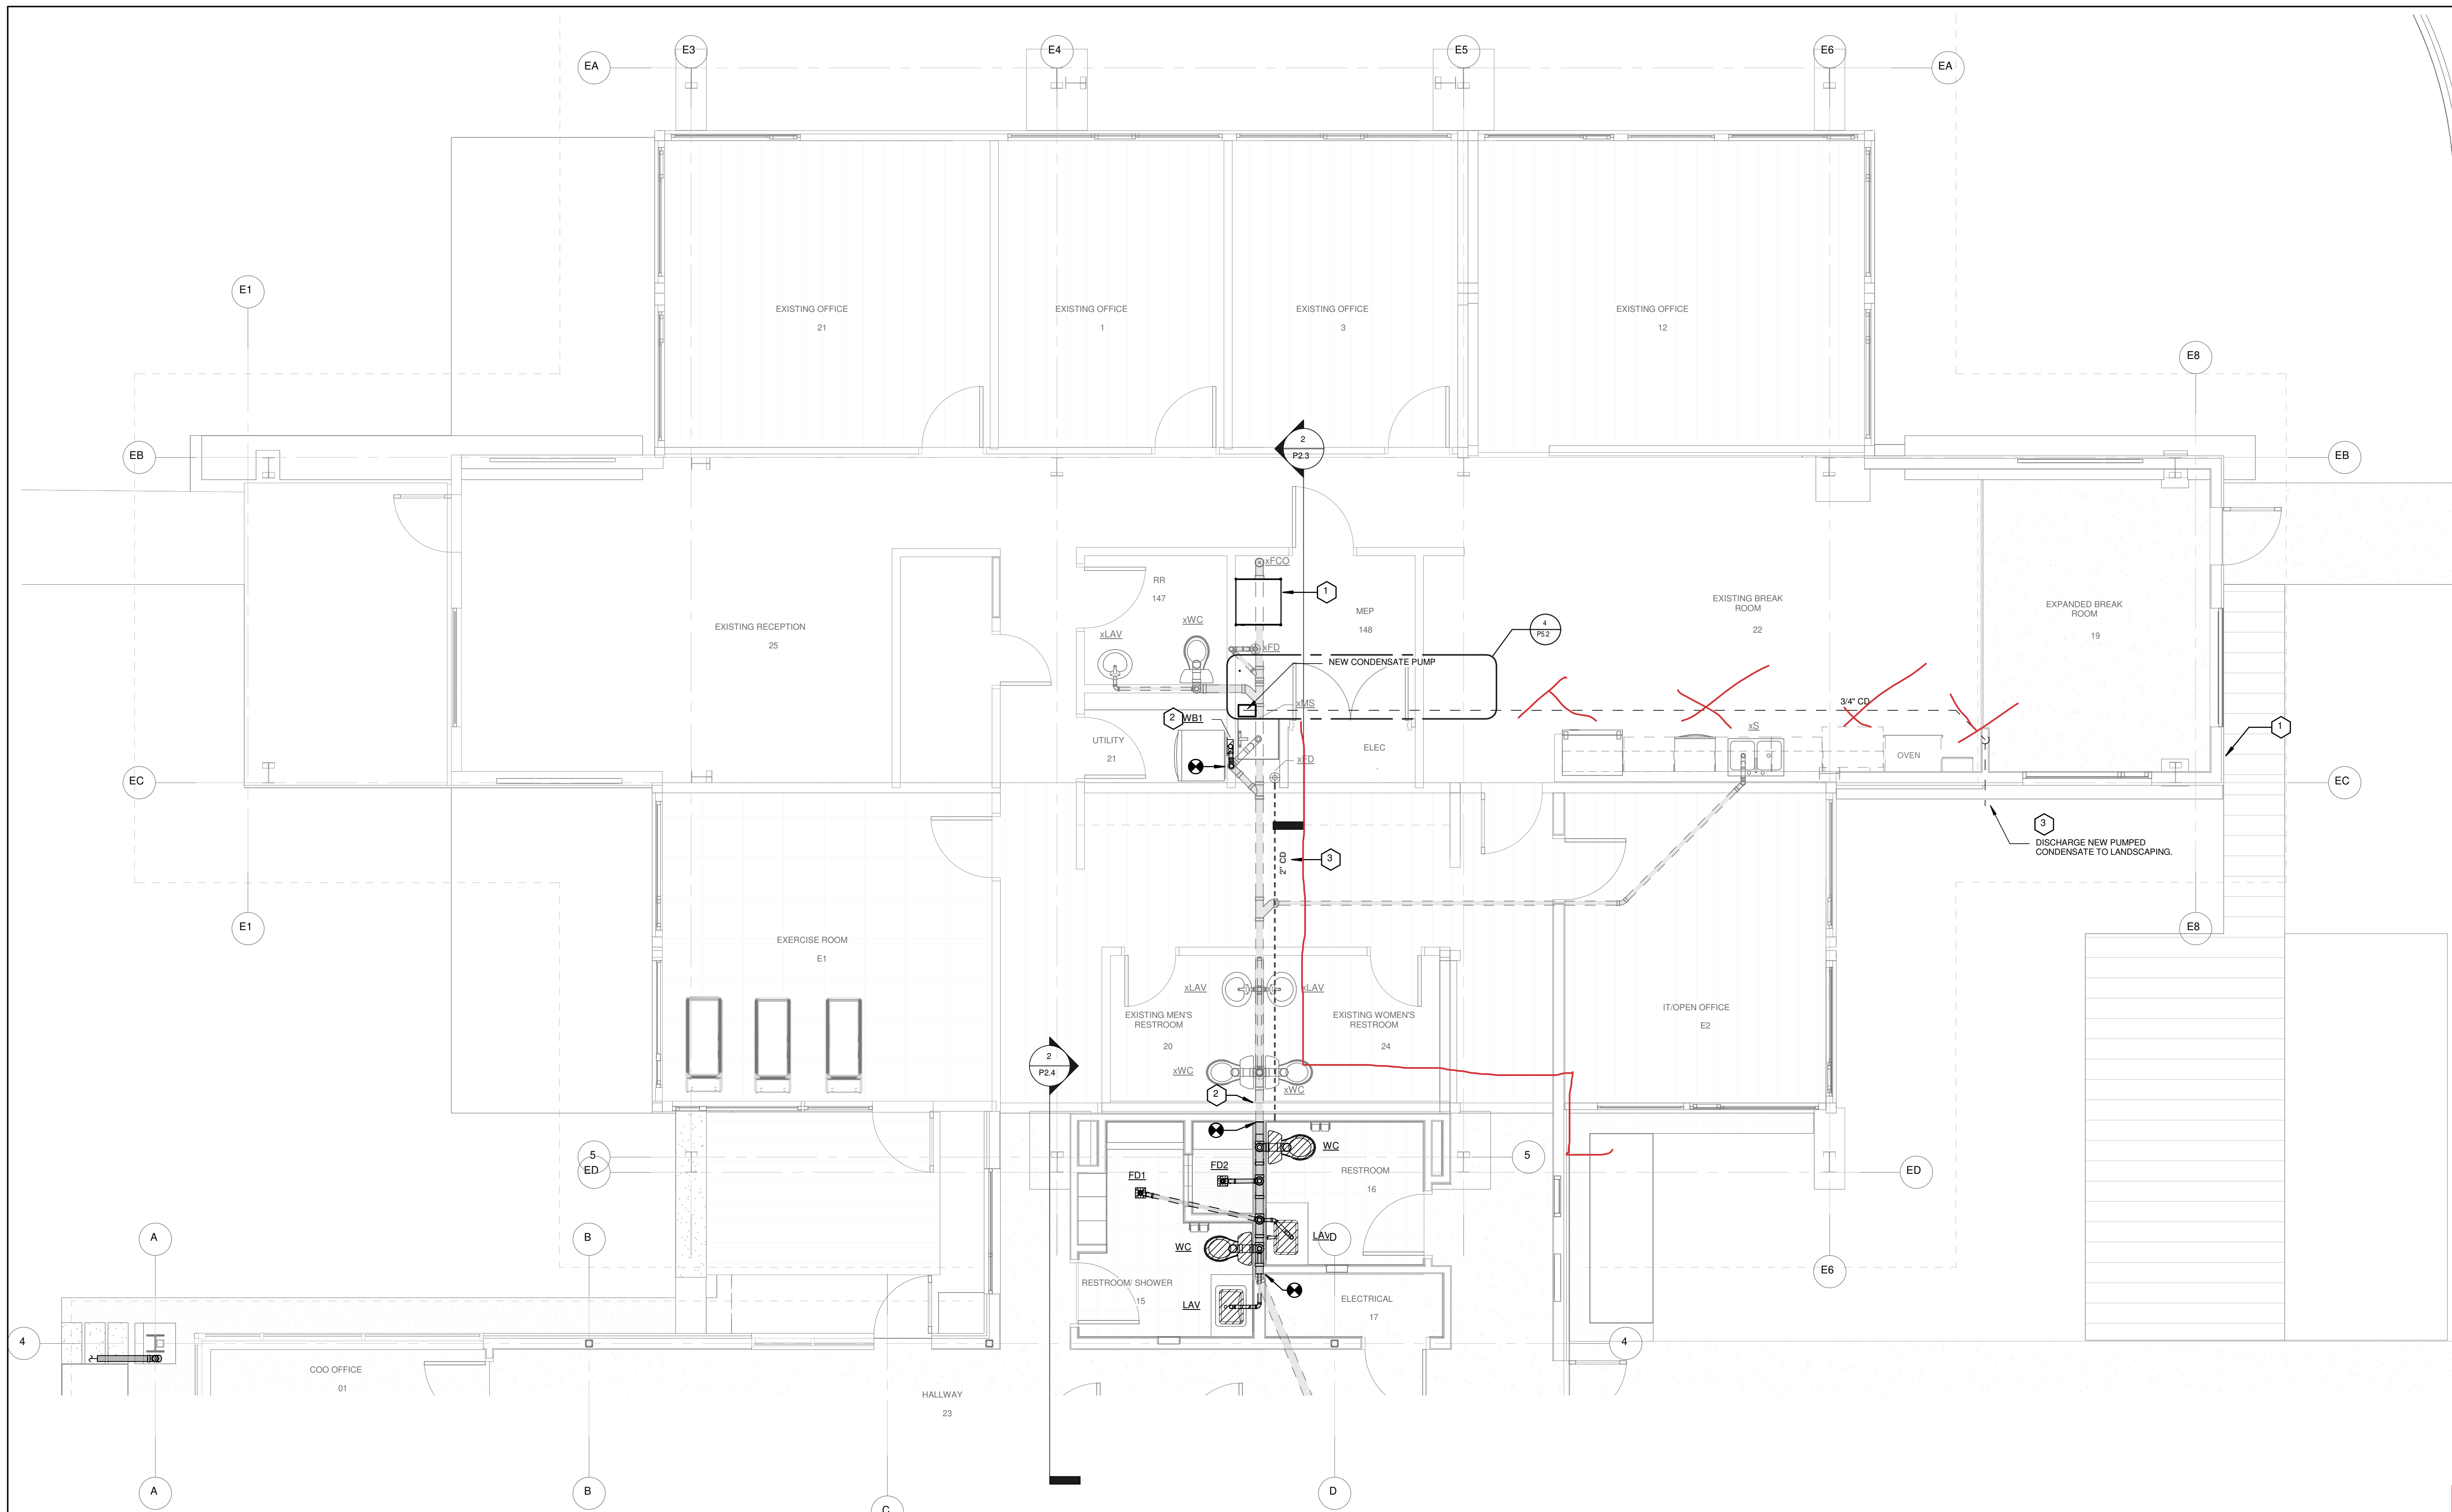 E3
E4
E5
E6
EA
EA
E1
EXISTING OFFICE
21
EXISTING OFFICE
1
EXISTING OFFICE
3
EXISTING OFFICE
12
E8
EB
2
P2.3
EB
xFCO
RR
147
1
MEP
148
EXISTING BREAK
ROOM
22
EXPANDED BREAK
ROOM
19
EXISTING RECEPTION
25
xLAV
xWC
xFD
4
P5.2
NEW CONDENSATE PUMP
xMS
3/4" CD
2
WB1
xS
1
UTILITY
21
ELEC
.
xFD
OVEN
EC
EC
3
DISCHARGE NEW PUMPED
CONDENSATE TO LANDSCAPING.
2" CD
3
E1
E8
EXERCISE ROOM
E1
xLAV
xLAV
EXISTING MEN'S
RESTROOM
20
EXISTING WOMEN'S
RESTROOM
24
IT/OPEN OFFICE
E2
2
P2.4
xWC
xWC
2
5
ED
FD1
FD2
WC
RESTROOM
16
5
ED
A
B
WC
LAV
D
RESTROOM/ SHOWER
15
LAV
ELECTRICAL
17
E6
4
4
COO OFFICE
01
HALLWAY
23
A
B
C
D